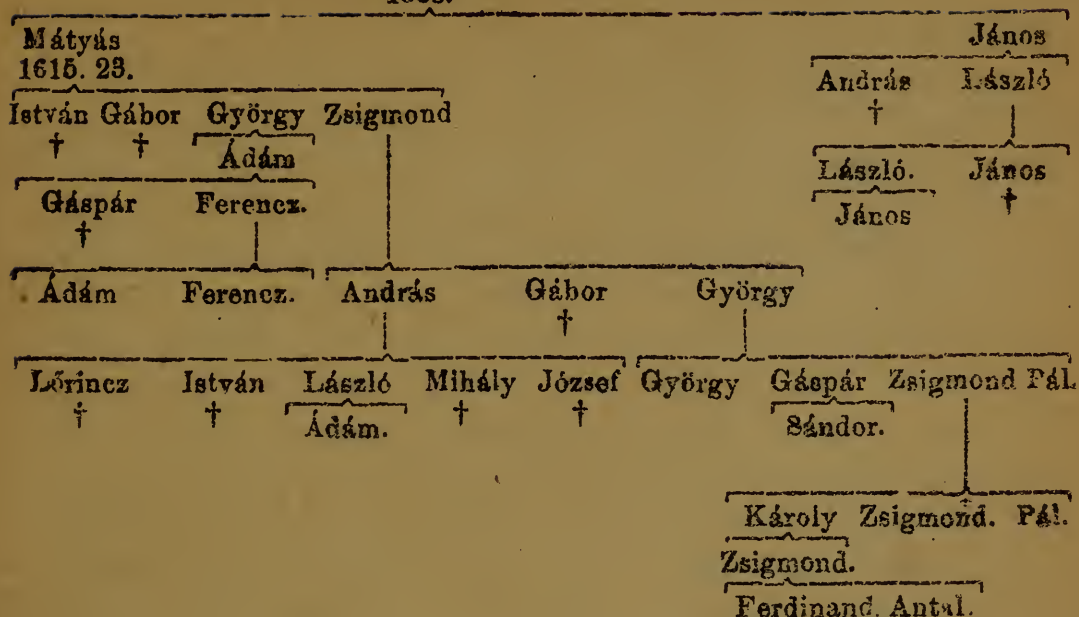 Mátyás János
1615. 23.
András László
István Gábor György Zsigmond
† † †
Ádám
László. János
Gáspár Ferencz.
† †
János
Ádám Ferencz. András Gábor György
†
Lőrincz István László Mihály József György Gáspár Zsigmond Pál.
† † † †
Ádám. Sándor.
Károly Zsigmond. Pál.
Zsigmond.
Ferdinand. Antal.